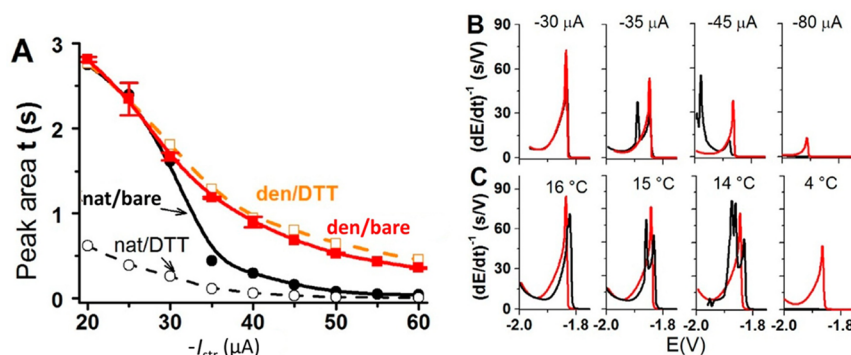 A
Peak area t (s)
3
2
1
0
nat/bare
nat/DTT
den/DTT
den/bare
20 30 40 50 60
-Istr (μA)
B
-30 μA -35 μA -45 μA -80 μA
(dE/dt)-1 (s/V)
90
60
30
0
C
16 °C 15 °C 14 °C 4 °C
(dE/dt)-1 (s/V)
90
60
30
0
-2.0 -1.8 -2.0 -1.8 -2.0 -1.8 -2.0 -1.8
E(V)